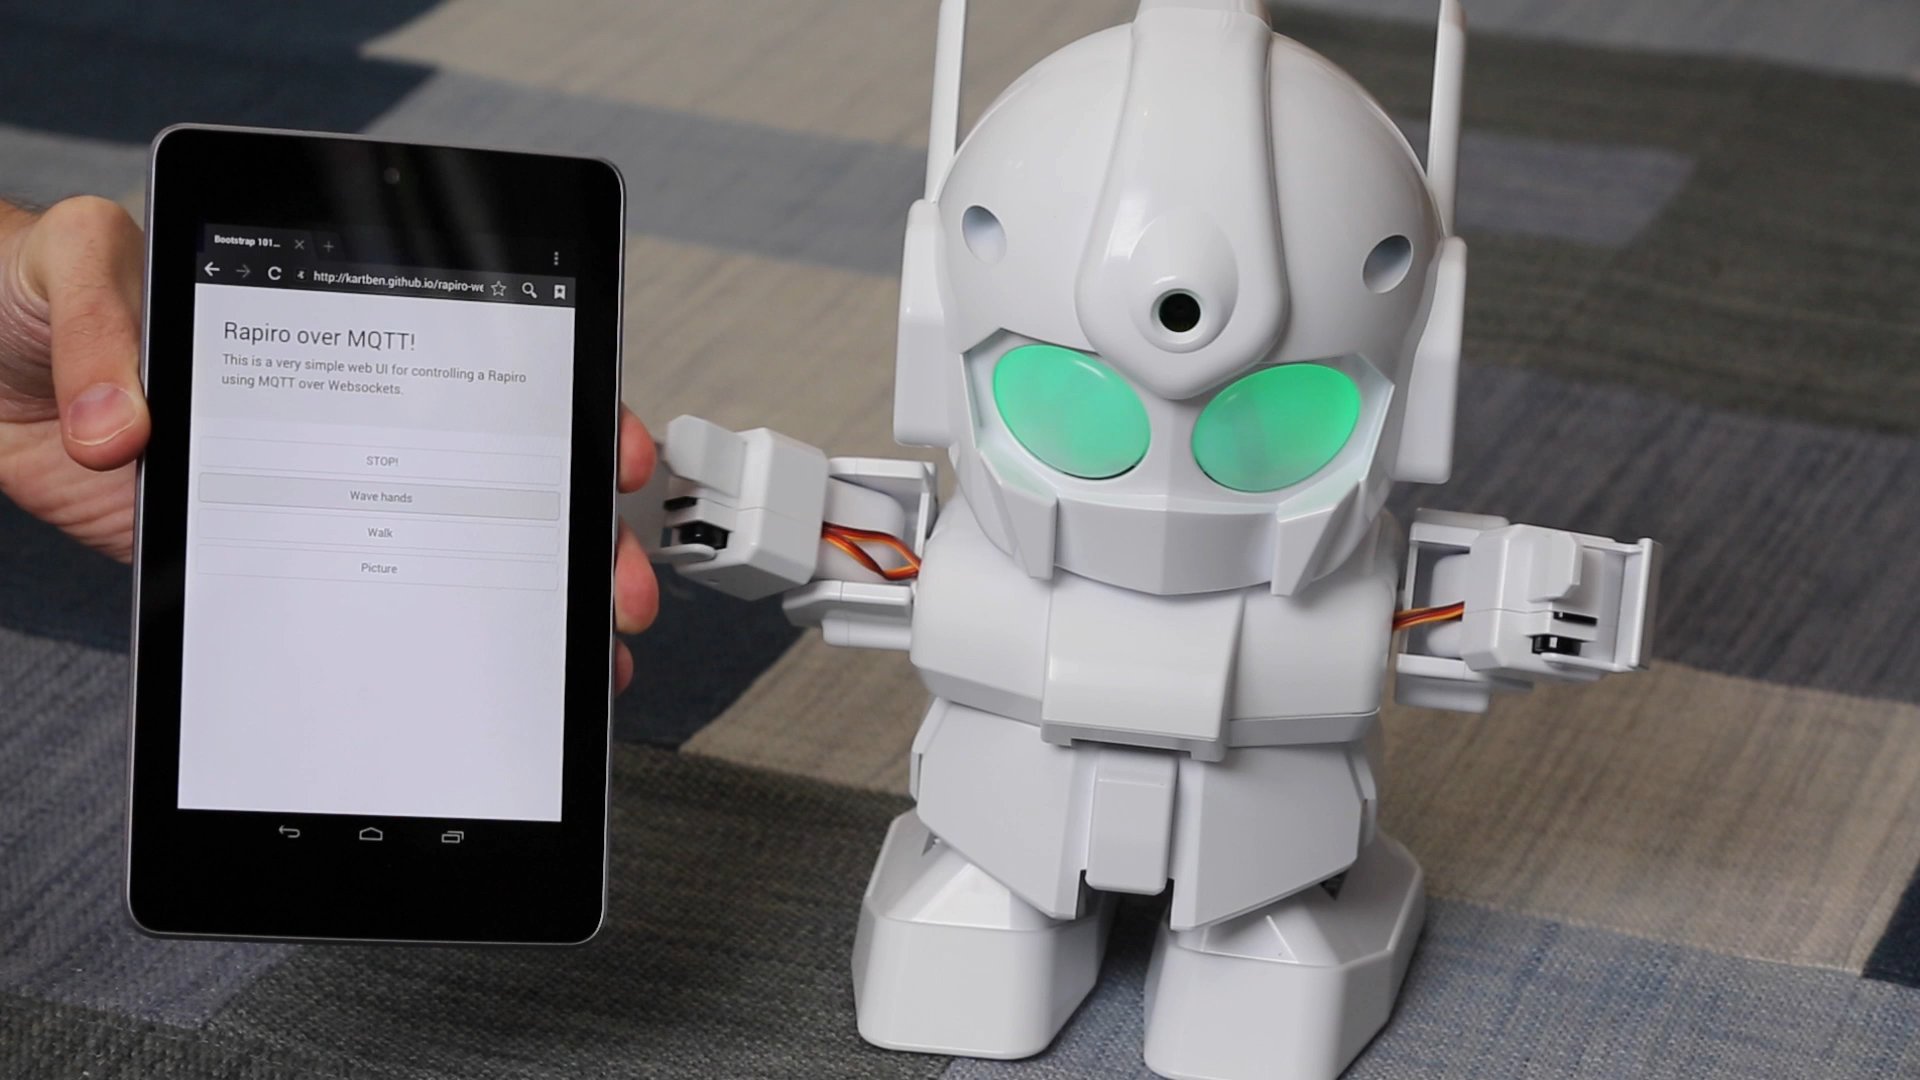 Bootstrap 101...
http://kartben.github.io/rapiro-we
Rapiro over MQTT!
This is a very simple web UI for controlling a Rapiro
using MQTT over Websockets.
STOP!
Wave hands
Walk
Picture